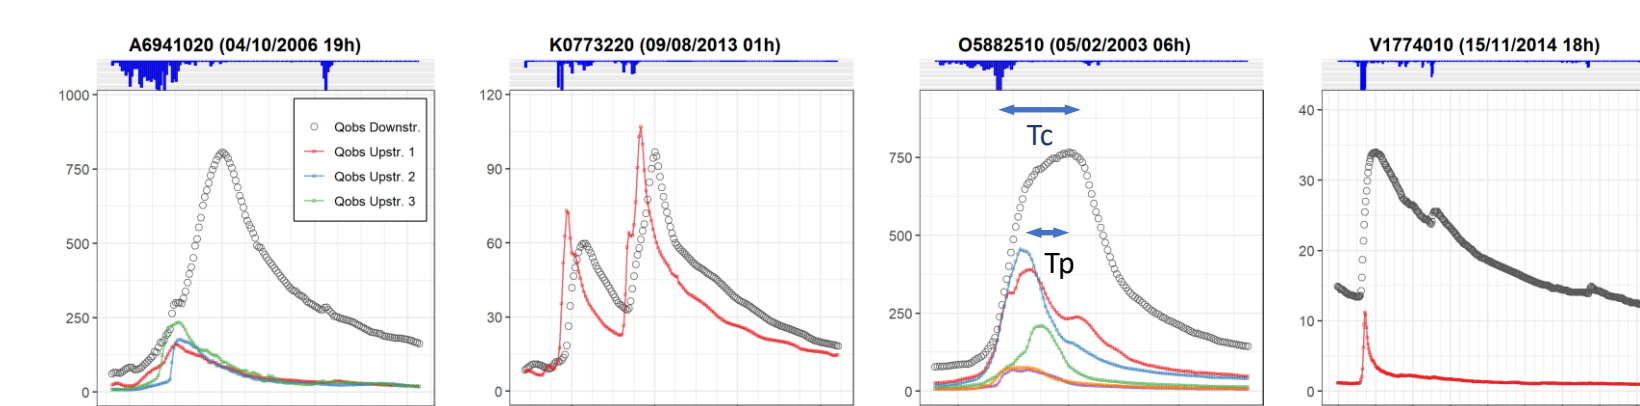 A6941020 (04/10/2006 19h)
1000
750
500
250
0
Qobs Downstr.
Qobs Upstr. 1
Qobs Upstr. 2
Qobs Upstr. 3
K0773220 (09/08/2013 01h)
120
90
60
30
0
O5882510 (05/02/2003 06h)
750
500
250
0
Tc
Tp
V1774010 (15/11/2014 18h)
40
30
20
10
0